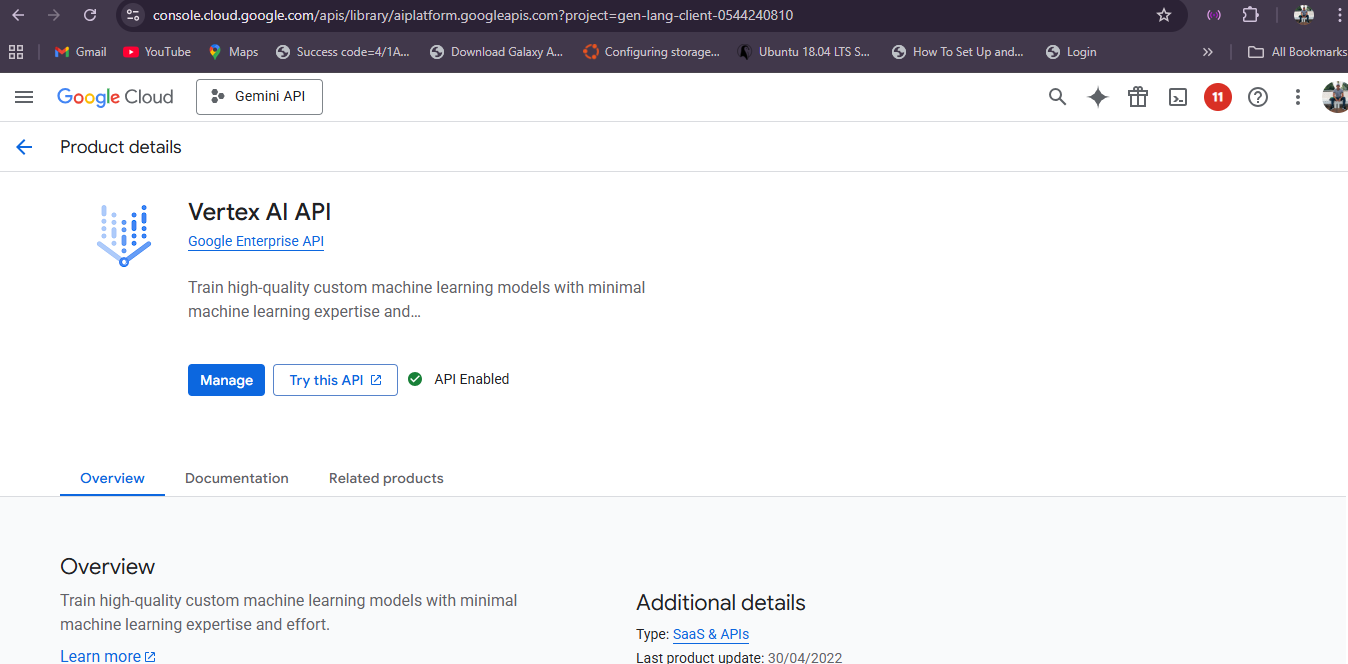 console.cloud.google.com/apis/library/aiplatform.googleapis.com?project=gen-lang-client-0544240810
Gmail YouTube Maps Success code=4/1A... Download Galaxy A... Configuring storage... Ubuntu 18.04 LTS S... How To Set Up and... Login » All Bookmarks
Google Cloud Gemini API 11
Product details
Vertex AI API
Google Enterprise API
Train high-quality custom machine learning models with minimal
machine learning expertise and...
Manage Try this API API Enabled
Overview Documentation Related products
Overview
Train high-quality custom machine learning models with minimal
machine learning expertise and effort.
Learn more
Additional details
Type: SaaS & APIs
Last product update: 30/04/2022